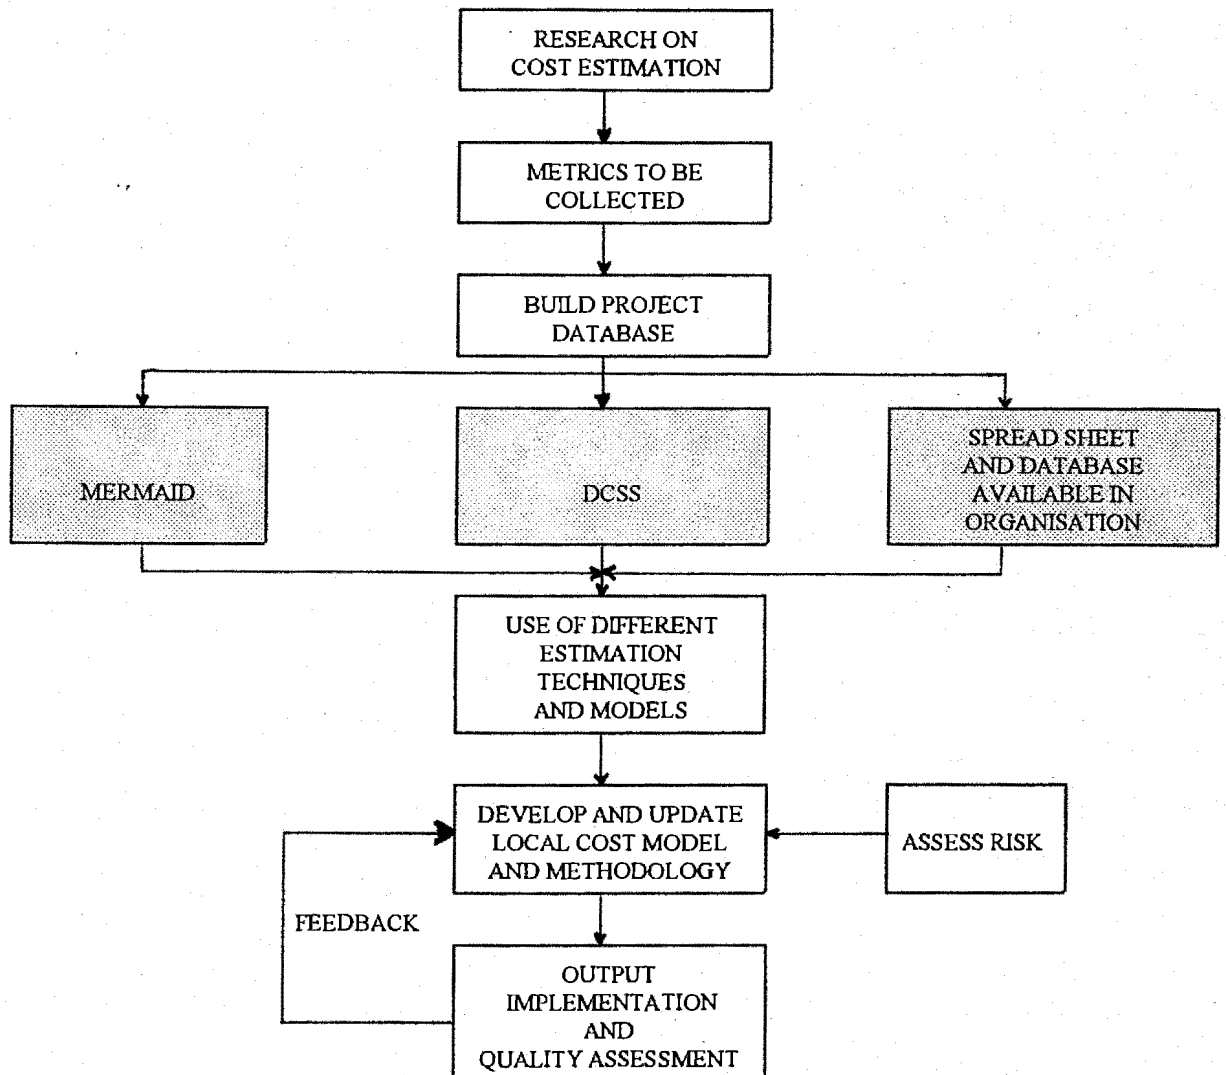 RESEARCH ON
COST ESTIMATION
METRICS TO BE
COLLECTED
BUILD PROJECT
DATABASE
MERMAID
DCSS
SPREAD SHEET
AND DATABASE
AVAILABLE IN
ORGANISATION
USE OF DIFFERENT
ESTIMATION
TECHNIQUES
AND MODELS
DEVELOP AND UPDATE
LOCAL COST MODEL
AND METHODOLOGY
ASSESS RISK
FEEDBACK
OUTPUT
IMPLEMENTATION
AND
QUALITY ASSESSMENT